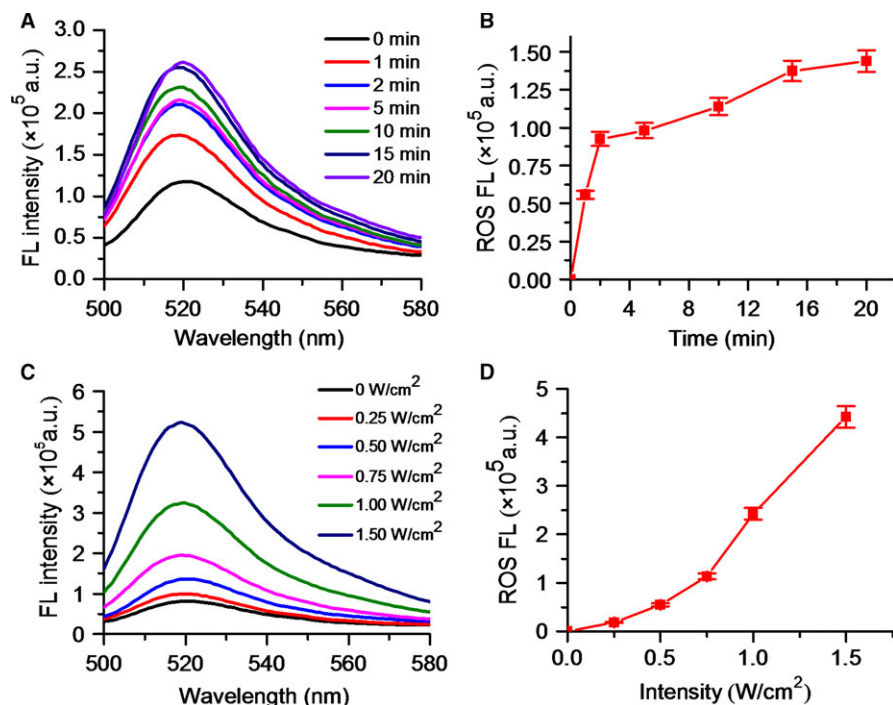 A
FL intensity (×10⁵ a.u.)
3.0
2.5
2.0
1.5
1.0
0.5
0.0
500 520 540 560 580
Wavelength (nm)
0 min
1 min
2 min
5 min
10 min
15 min
20 min
B
ROS FL (×10⁵ a.u.)
1.50
1.25
1.00
0.75
0.50
0.25
0.00
0 4 8 12 16 20
Time (min)
C
FL intensity (×10⁵ a.u.)
6
5
4
3
2
1
0
500 520 540 560 580
Wavelength (nm)
0 W/cm²
0.25 W/cm²
0.50 W/cm²
0.75 W/cm²
1.00 W/cm²
1.50 W/cm²
D
ROS FL (×10⁵ a.u.)
5
4
3
2
1
0
0.0 0.5 1.0 1.5
Intensity (W/cm²)